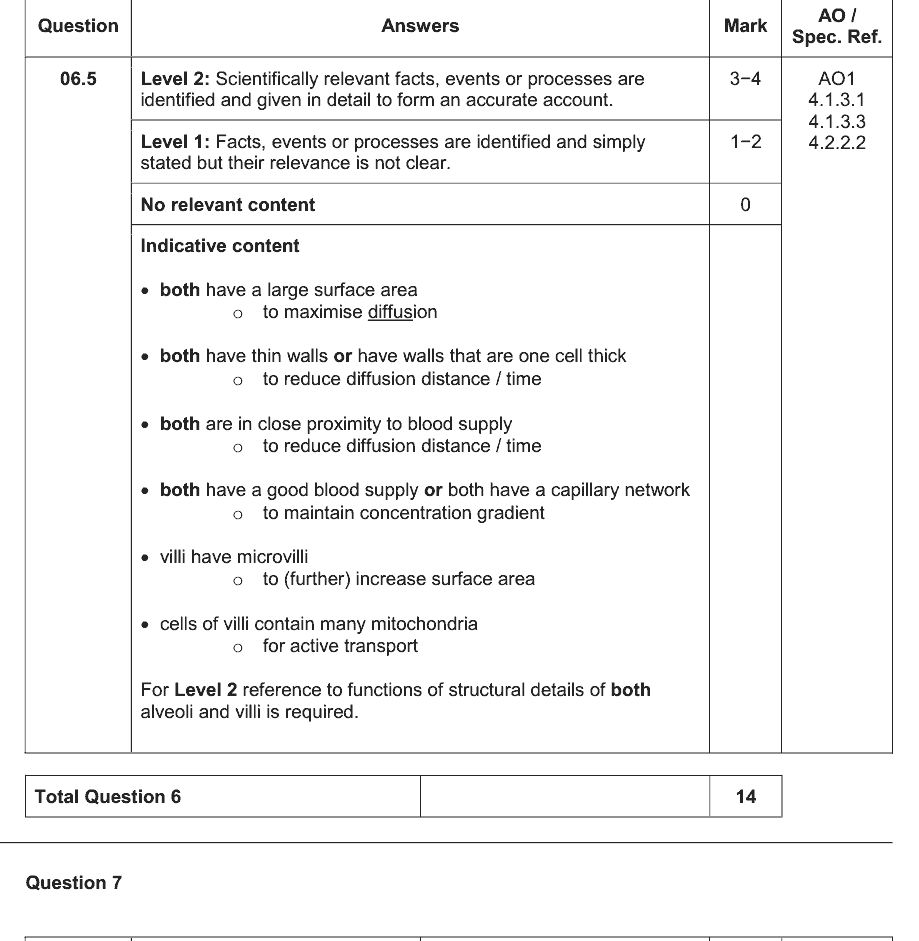 Question
Answers
Mark
AO /
Spec. Ref.
06.5
Level 2: Scientifically relevant facts, events or processes are
identified and given in detail to form an accurate account.
3–4
AO1
4.1.3.1
4.1.3.3
4.2.2.2
Level 1: Facts, events or processes are identified and simply
stated but their relevance is not clear.
1–2
No relevant content
0
Indicative content
• both have a large surface area
o to maximise diffusion
• both have thin walls or have walls that are one cell thick
o to reduce diffusion distance / time
• both are in close proximity to blood supply
o to reduce diffusion distance / time
• both have a good blood supply or both have a capillary network
o to maintain concentration gradient
• villi have microvilli
o to (further) increase surface area
• cells of villi contain many mitochondria
o for active transport
For Level 2 reference to functions of structural details of both
alveoli and villi is required.
Total Question 6
14
Question 7